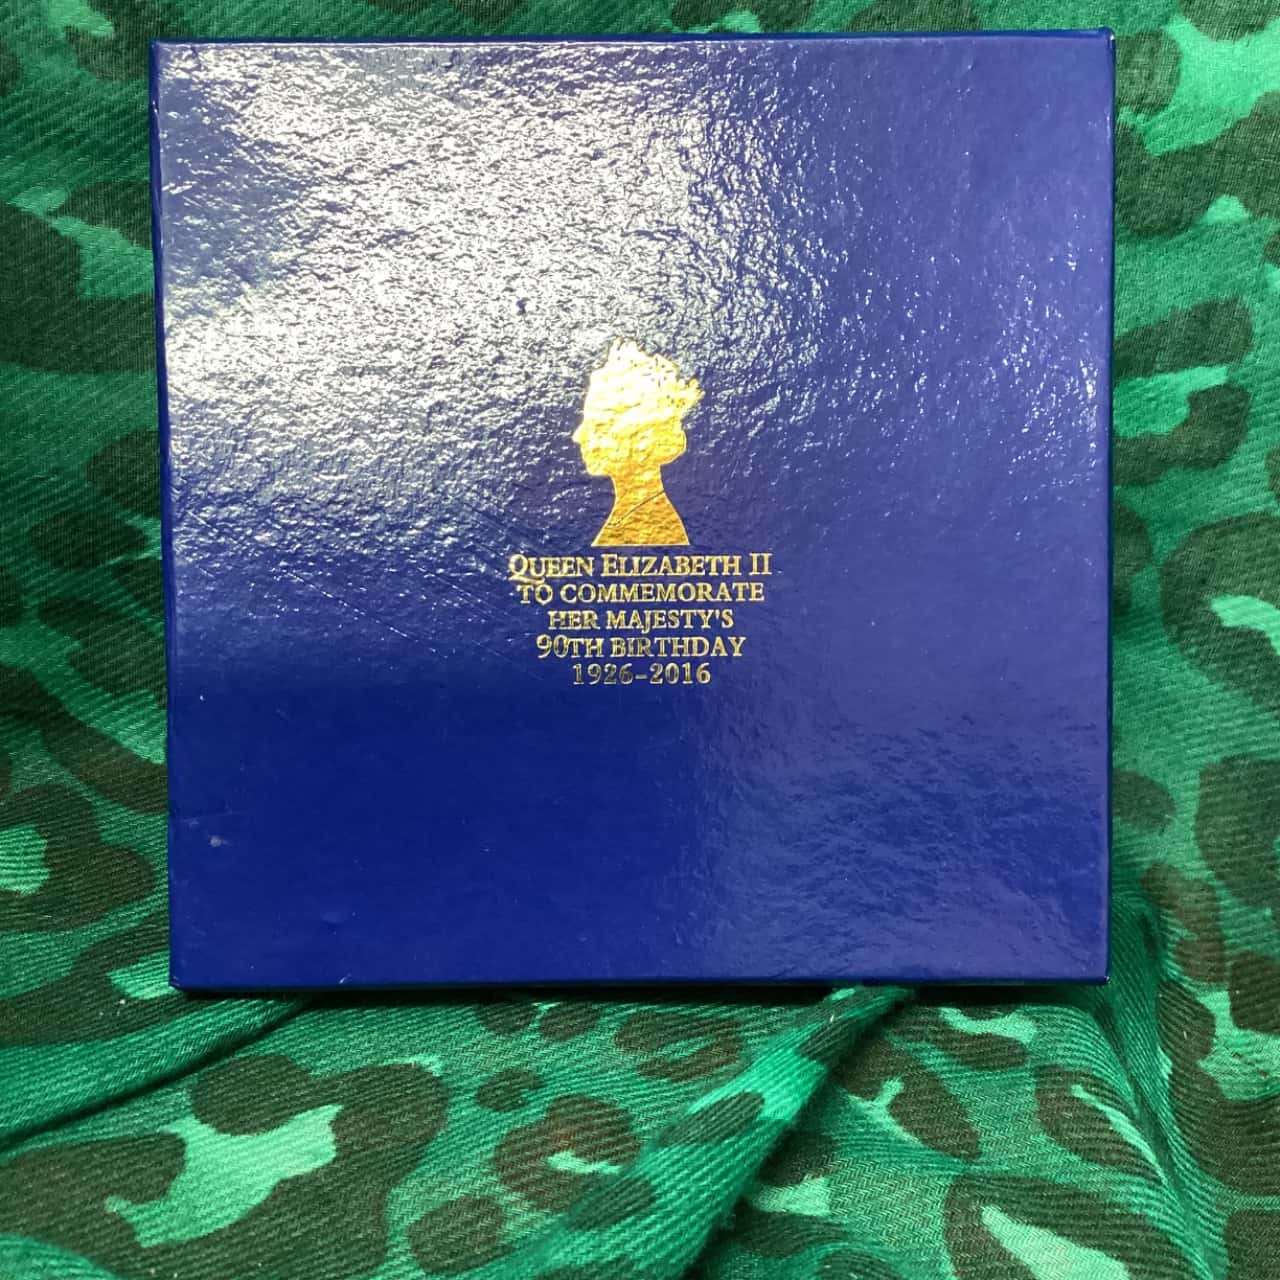 QUEEN ELIZABETH II
TO COMMEMORATE
HER MAJESTY'S
90TH BIRTHDAY
1926-2016